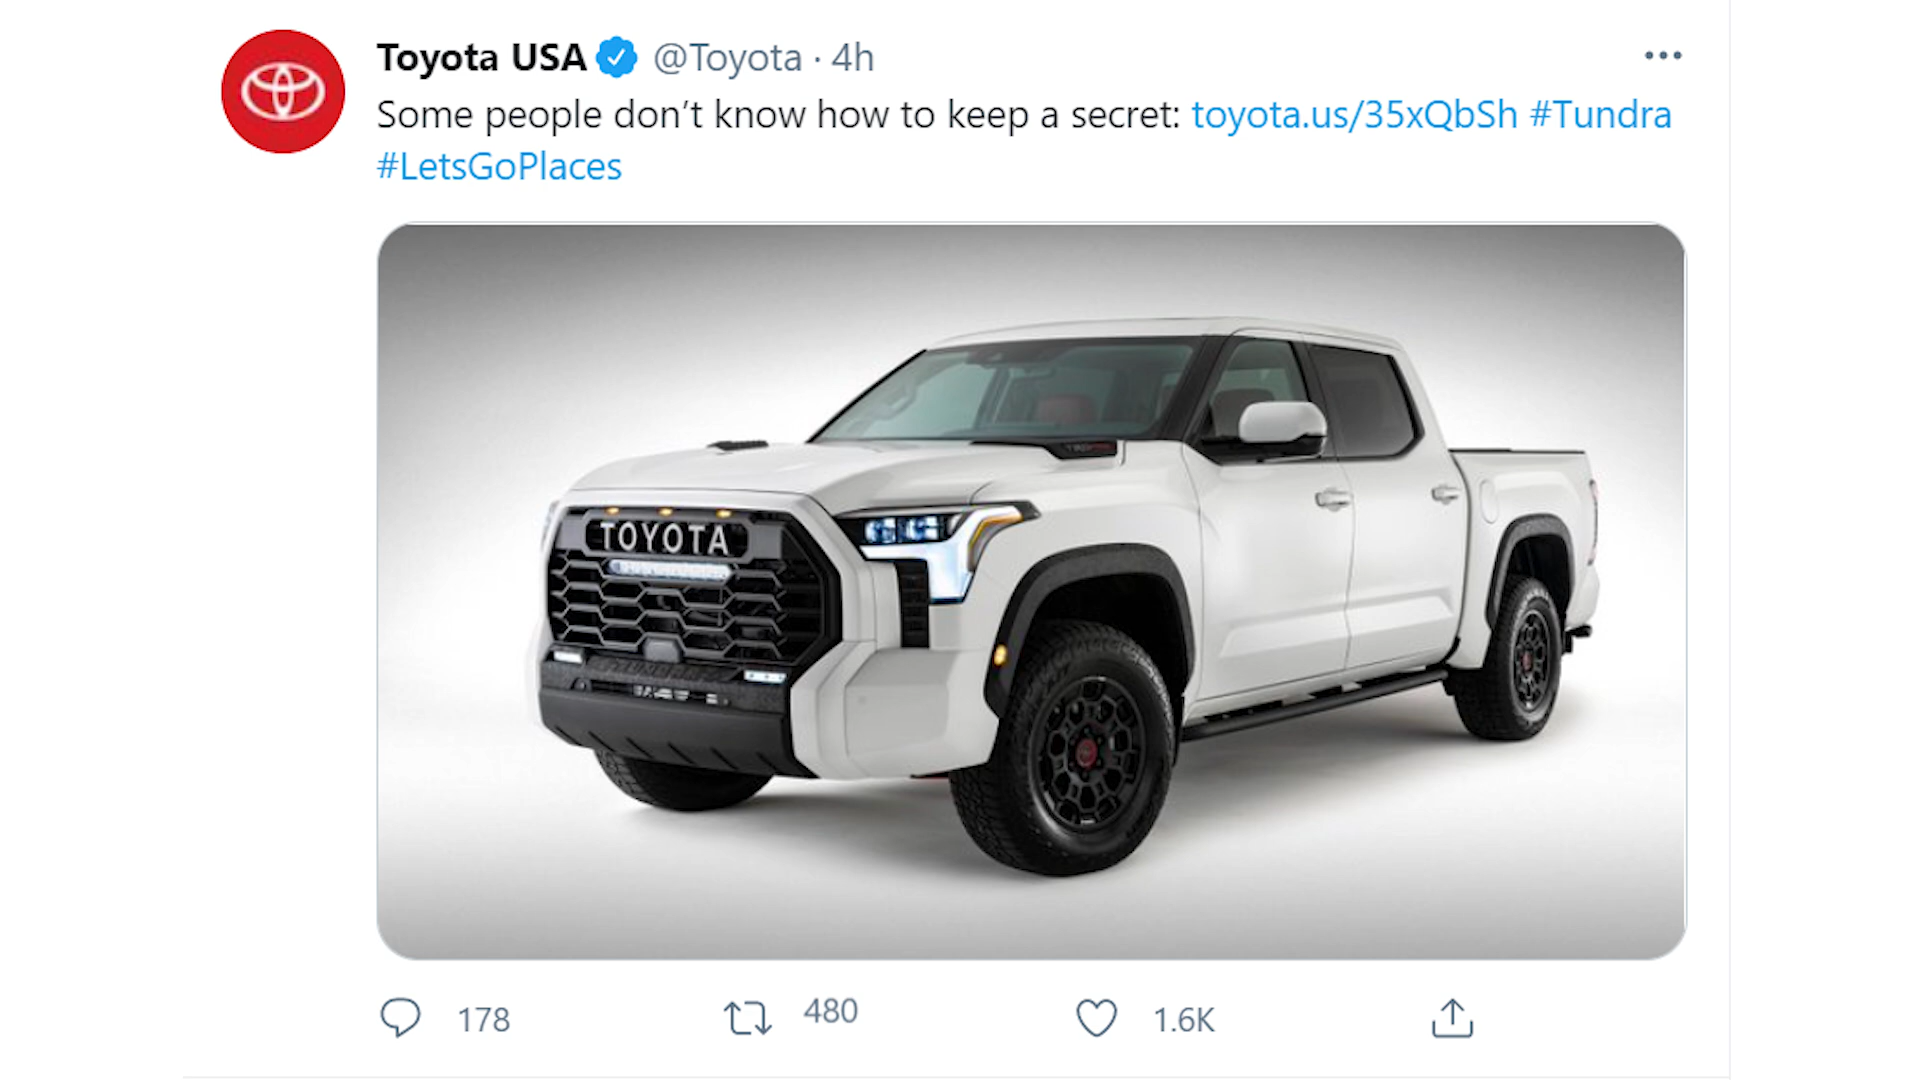 Toyota USA @Toyota · 4h
Some people don’t know how to keep a secret: toyota.us/35xQbSh #Tundra
#LetsGoPlaces
TOYOTA
178 480 1.6K